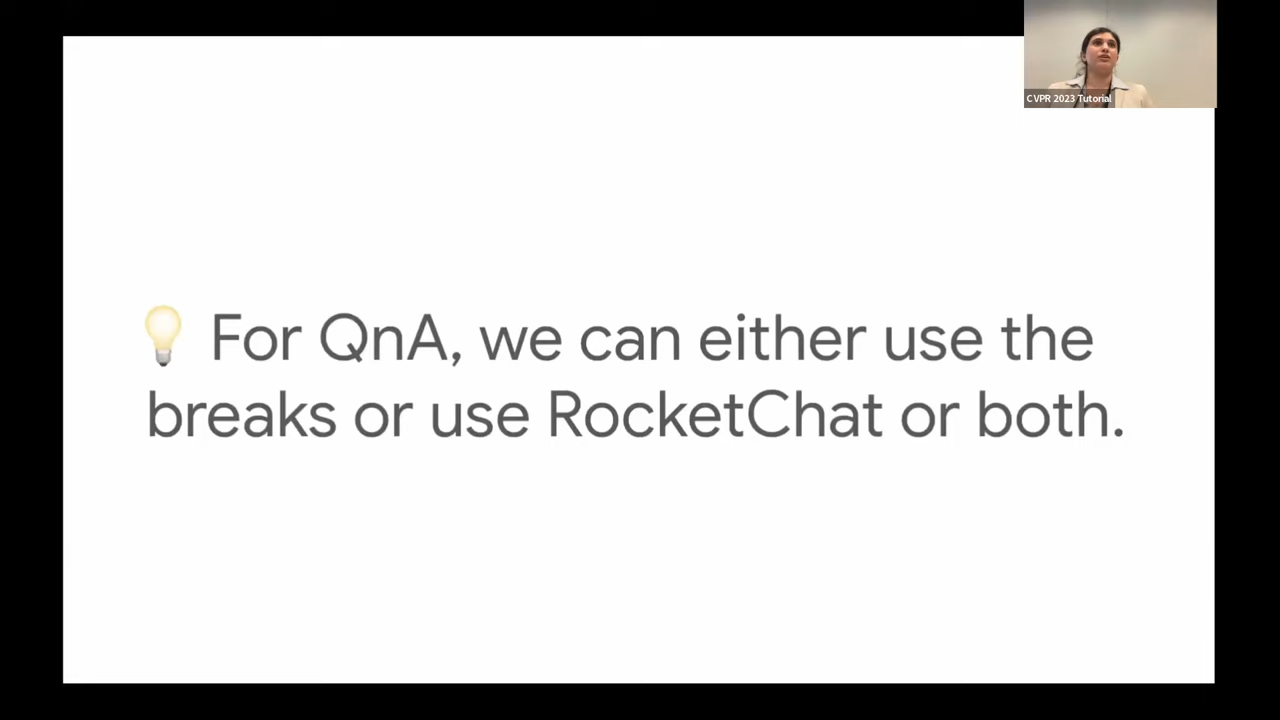 CVPR 2023 Tutorial
💡 For QnA, we can either use the
breaks or use RocketChat or both.